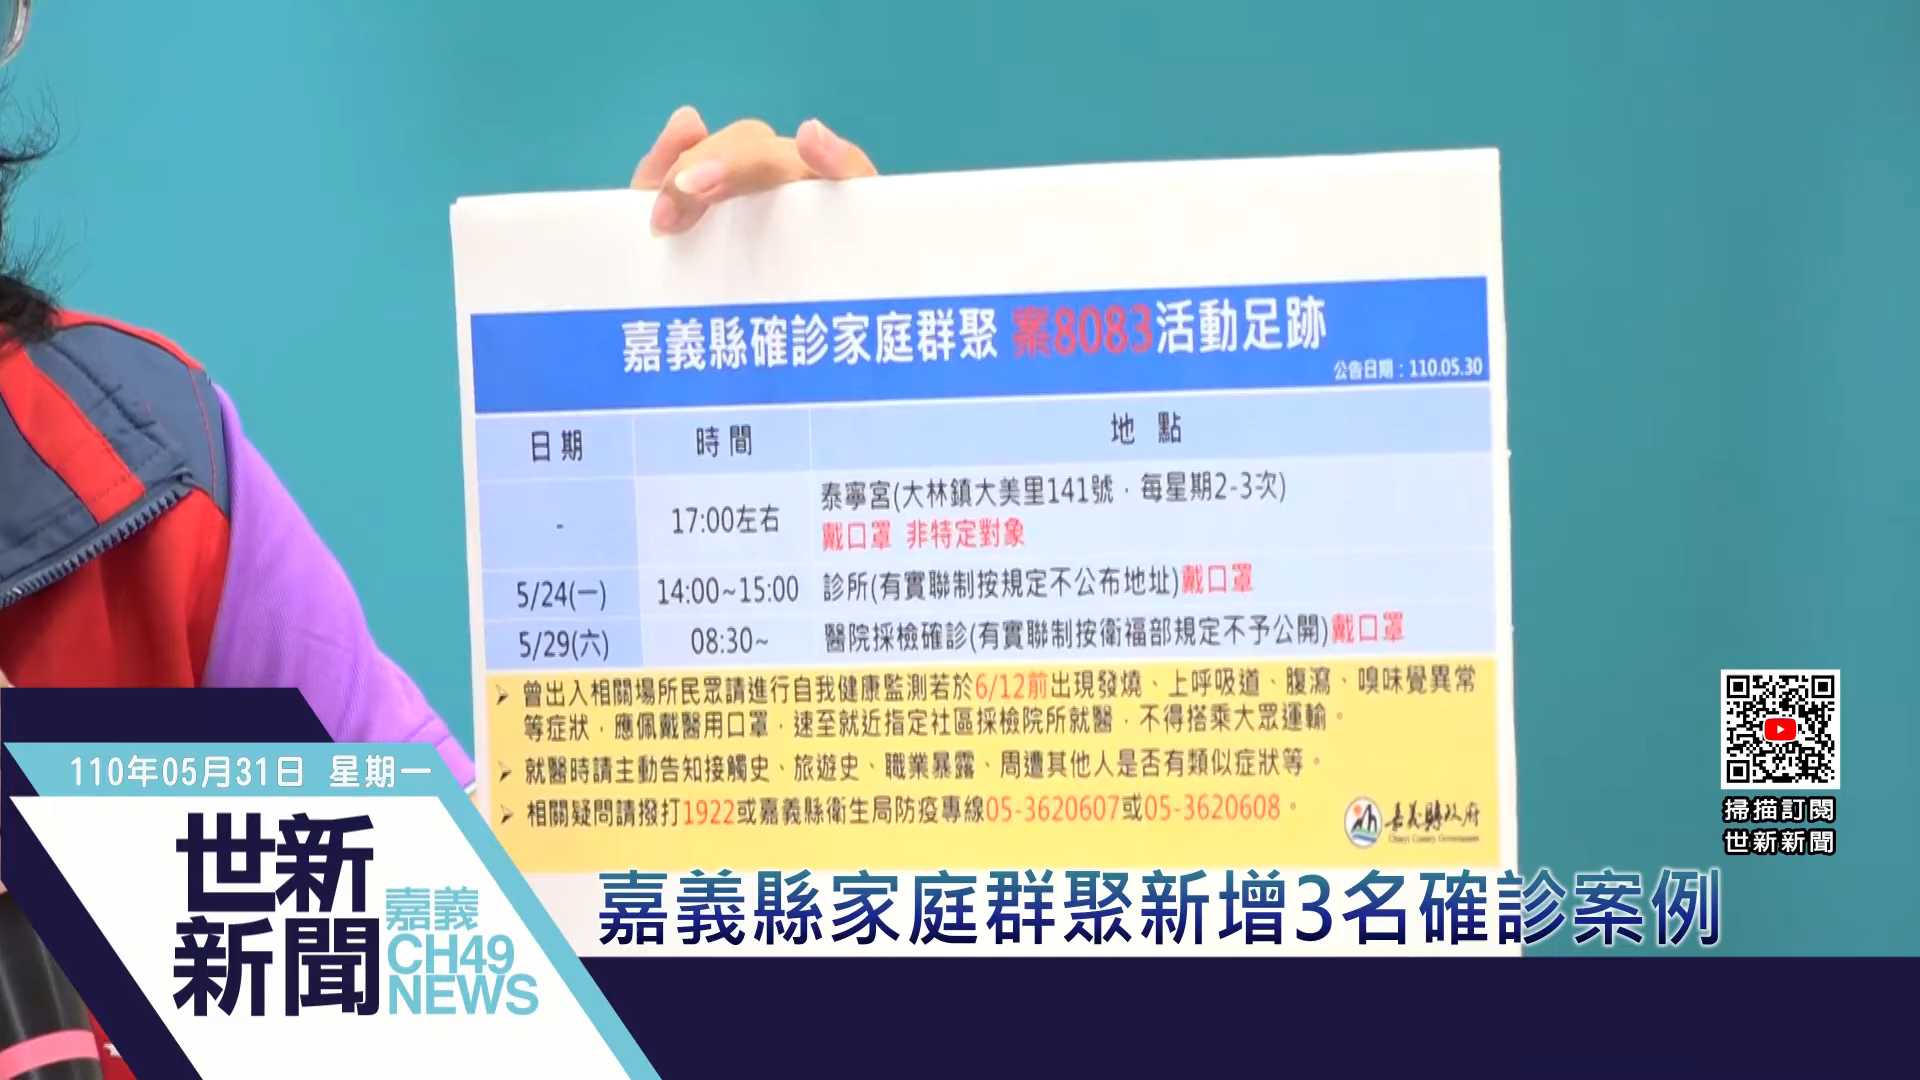 嘉義縣確診家庭群聚 案8083活動足跡
公告日期：110.05.30
日期 時間 地點
- 17:00左右 泰寧宮(大林鎮大美里141號，每星期2-3次)
戴口罩 非特定對象
5/24(一) 14:00~15:00 診所(有實聯制按規定不公布地址)戴口罩
5/29(六) 08:30~ 醫院採檢確診(有實聯制按衛福部規定不予公開)戴口罩
➢ 曾出入相關場所民眾請進行自我健康監測若於6/12前出現發燒、上呼吸道、腹瀉、嗅味覺異常
等症狀，應佩戴醫用口罩，速至就近指定社區採檢院所就醫，不得搭乘大眾運輸。
➢ 就醫時請主動告知接觸史、旅遊史、職業暴露、周遭其他人是否有類似症狀等。
➢ 相關疑問請撥打1922或嘉義縣衛生局防疫專線05-3620607或05-3620608。
嘉義縣政府
Chiayi County Government
掃描訂閱
世新新聞
110年05月31日 星期一
世新
新聞
嘉義
CH49
NEWS
嘉義縣家庭群聚新增3名確診案例